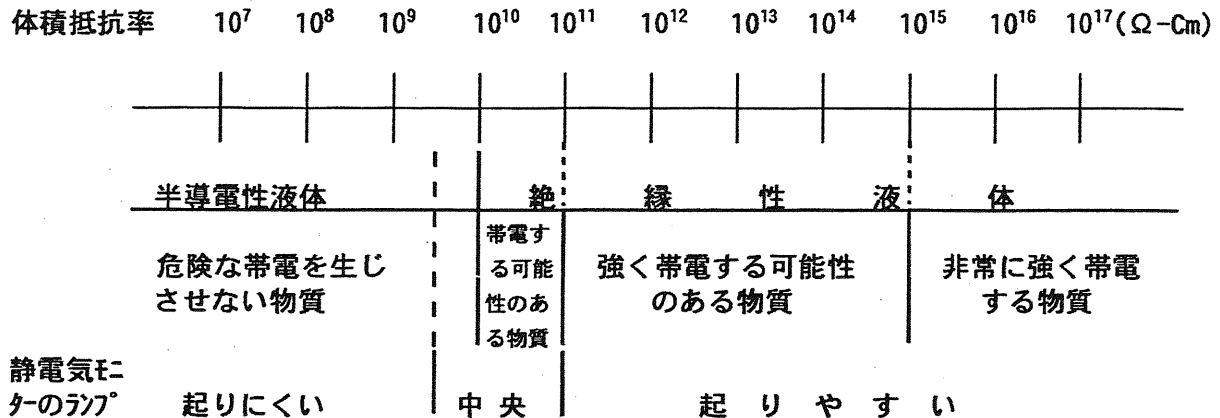 体積抵抗率 10⁷ 10⁸ 10⁹ 10¹⁰ 10¹¹ 10¹² 10¹³ 10¹⁴ 10¹⁵ 10¹⁶ 10¹⁷(Ω-Cm)
半導電性液体 絶縁性液体
危険な帯電を生じ
させない物質
帯電す
る可能
性のあ
る物質
強く帯電する可能性
のある物質
非常に強く帯電
する物質
静電気ﾓﾆ
ﾀｰのﾗﾝﾌﾟ 起りにくい 中央 起りやすい